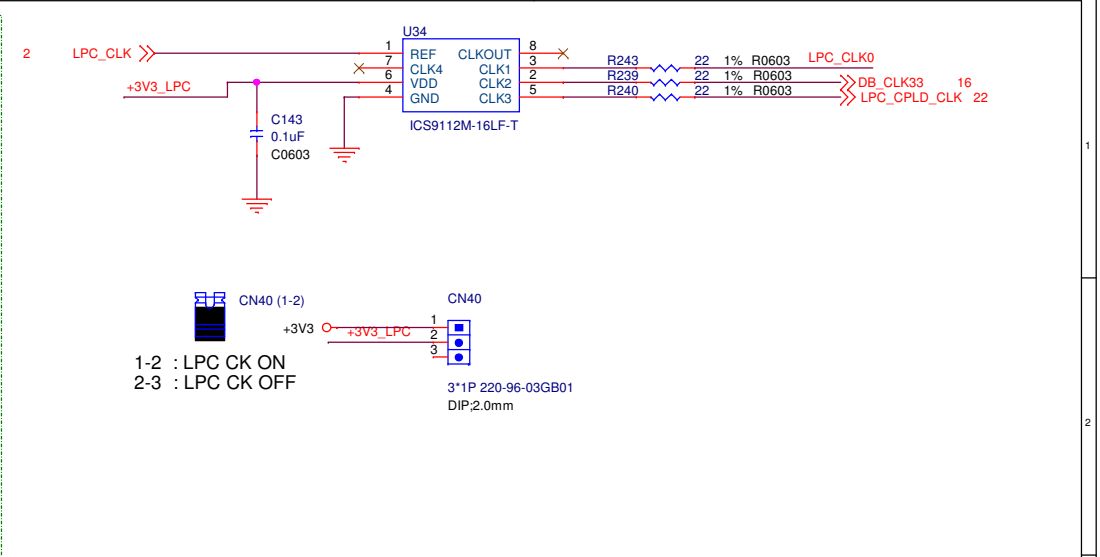 U34
2 LPC_CLK
1 REF CLKOUT 8
7 CLK4 CLK1 3 R243 22 1% R0603 LPC_CLK0
6 VDD CLK2 2 R239 22 1% R0603 DB_CLK33 16
4 GND CLK3 5 R240 22 1% R0603 LPC_CPLD_CLK 22
+3V3_LPC
ICS9112M-16LF-T
C143
0.1uF
C0603
1
CN40 (1-2)
CN40
+3V3 +3V3_LPC 1
2
3
1-2 : LPC CK ON
2-3 : LPC CK OFF
3*1P 220-96-03GB01
DIP;2.0mm
2